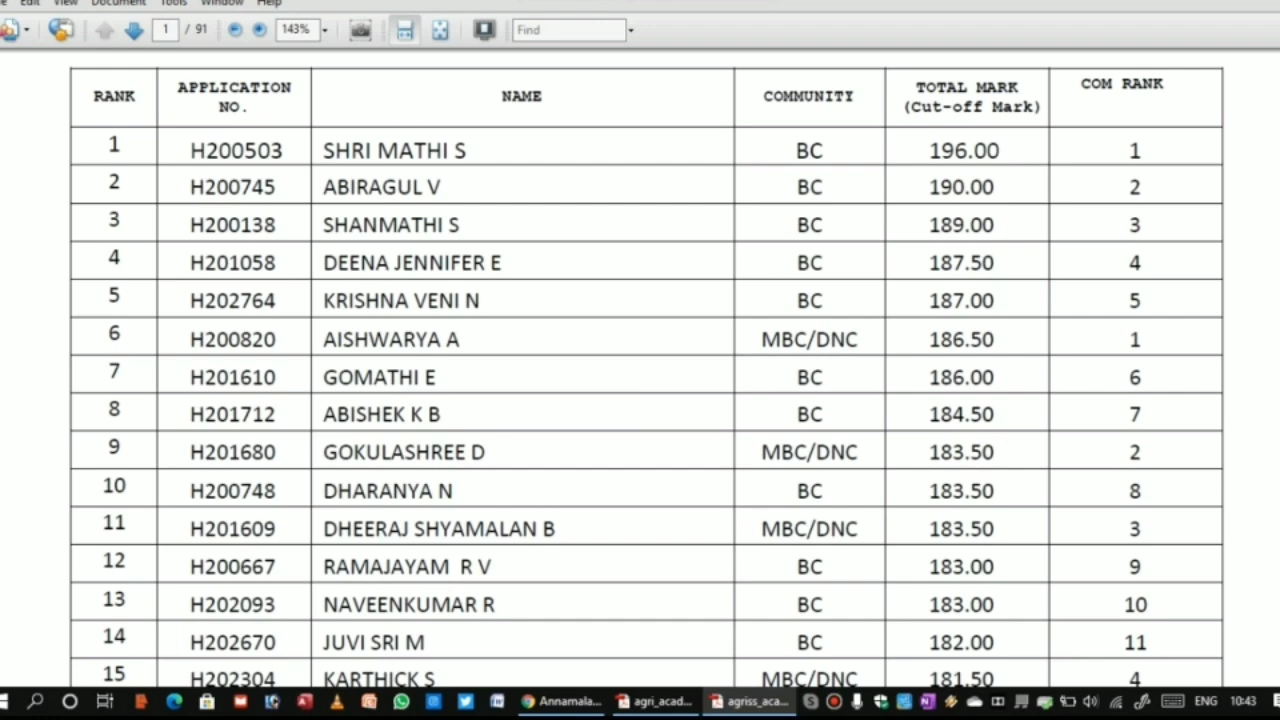 Edit View Document Tools Window Help
1 / 91 143% Find
RANK APPLICATION NO. NAME COMMUNITY TOTAL MARK (Cut-off Mark) COM RANK
1 H200503 SHRI MATHI S BC 196.00 1
2 H200745 ABIRAGUL V BC 190.00 2
3 H200138 SHANMATHI S BC 189.00 3
4 H201058 DEENA JENNIFER E BC 187.50 4
5 H202764 KRISHNA VENI N BC 187.00 5
6 H200820 AISHWARYA A MBC/DNC 186.50 1
7 H201610 GOMATHI E BC 186.00 6
8 H201712 ABISHEK K B BC 184.50 7
9 H201680 GOKULASHREE D MBC/DNC 183.50 2
10 H200748 DHARANYA N BC 183.50 8
11 H201609 DHEERAJ SHYAMALAN B MBC/DNC 183.50 3
12 H200667 RAMAJAYAM R V BC 183.00 9
13 H202093 NAVEENKUMAR R BC 183.00 10
14 H202670 JUVI SRI M BC 182.00 11
15 H202304 KARTHICK S MBC/DNC 181.50 4
Annamala... agri_acad... agriss_aca... ENG 10:43